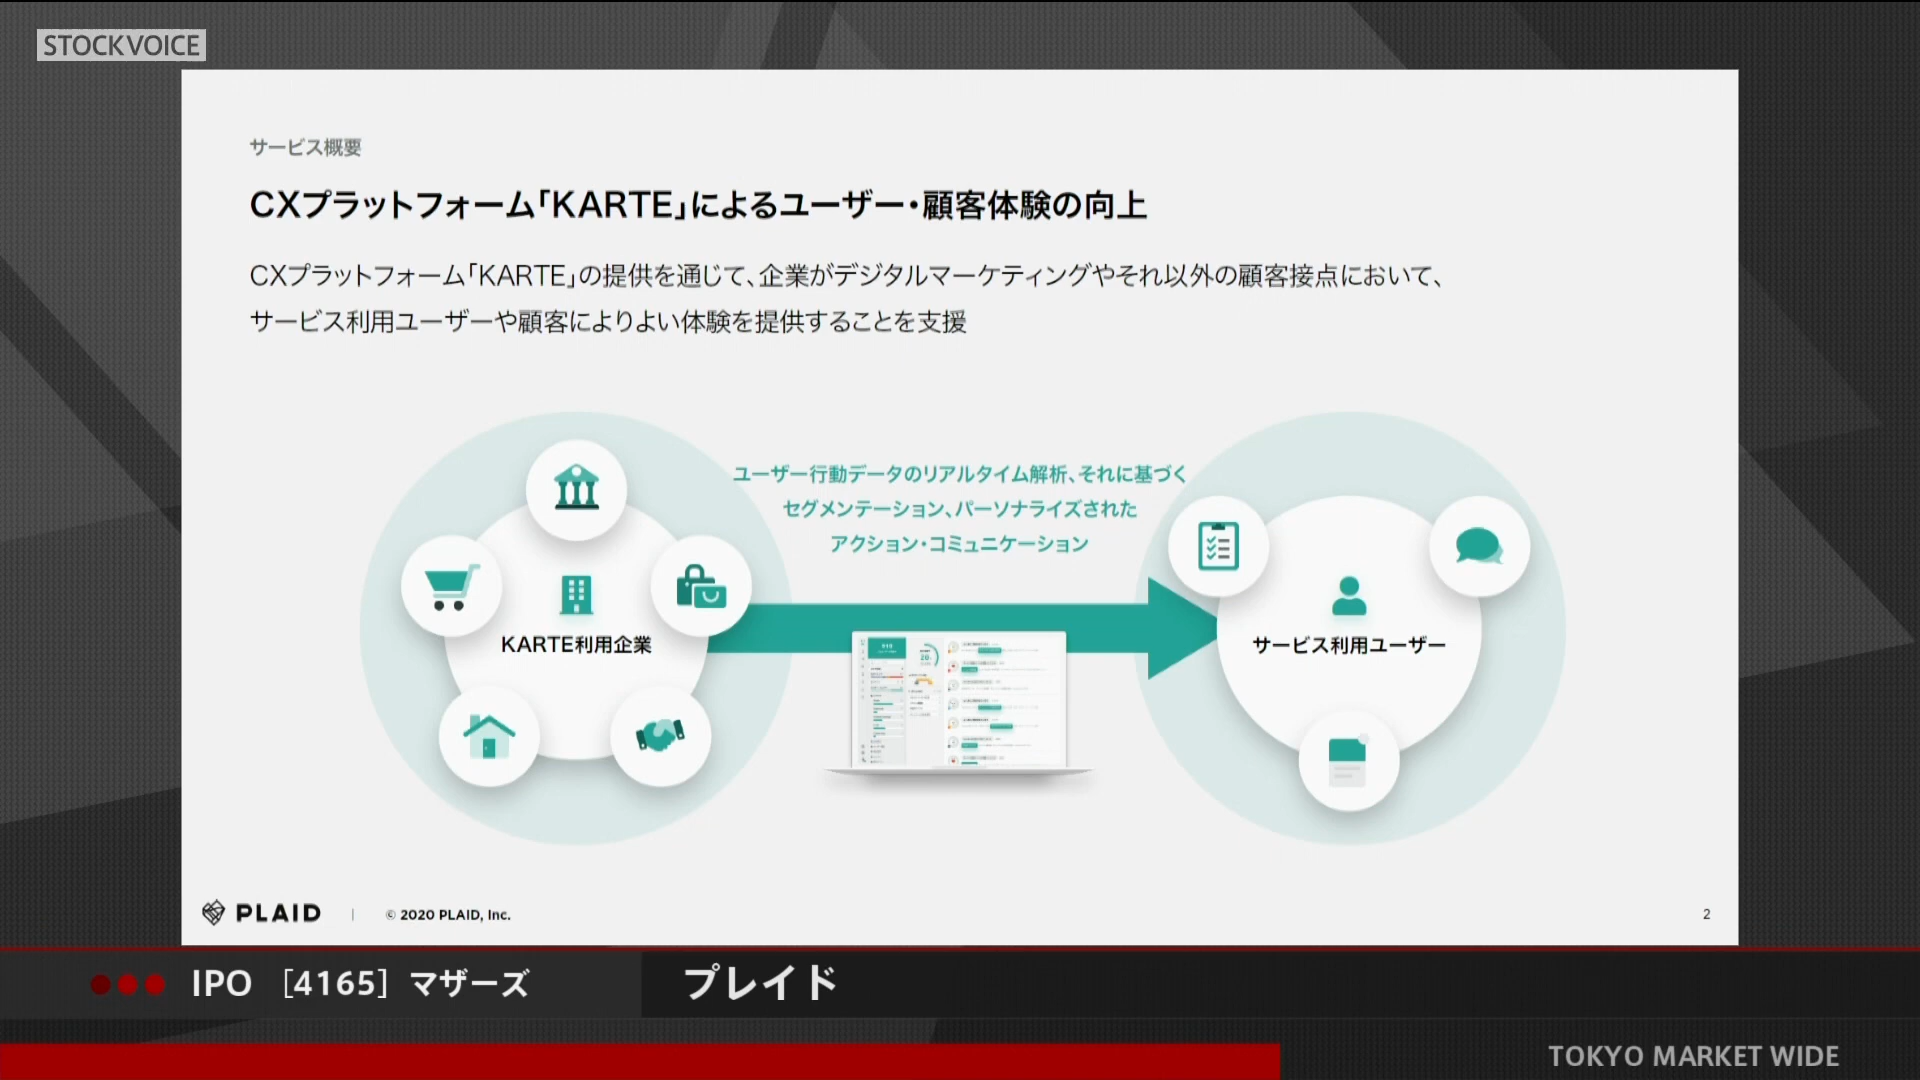 STOCKVOICE
サービス概要
CXプラットフォーム「KARTE」によるユーザー・顧客体験の向上
CXプラットフォーム「KARTE」の提供を通じて、企業がデジタルマーケティングやそれ以外の顧客接点において、
サービス利用ユーザーや顧客によりよい体験を提供することを支援
ユーザー行動データのリアルタイム解析、それに基づく
セグメンテーション、パーソナライズされた
アクション・コミュニケーション
KARTE利用企業
サービス利用ユーザー
PLAID | © 2020 PLAID, Inc.
2
IPO [4165] マザーズ プレイド
TOKYO MARKET WIDE